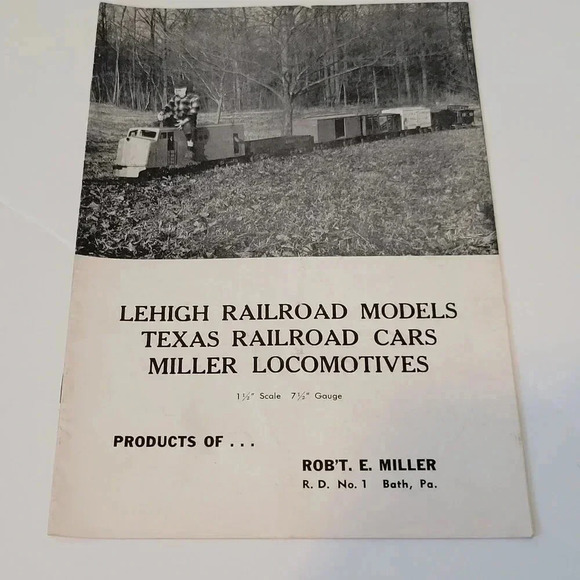 LEHIGH RAILROAD MODELS
TEXAS RAILROAD CARS
MILLER LOCOMOTIVES
1½" Scale 7½" Gauge
PRODUCTS OF . . .
ROB'T. E. MILLER
R. D. No. 1 Bath, Pa.